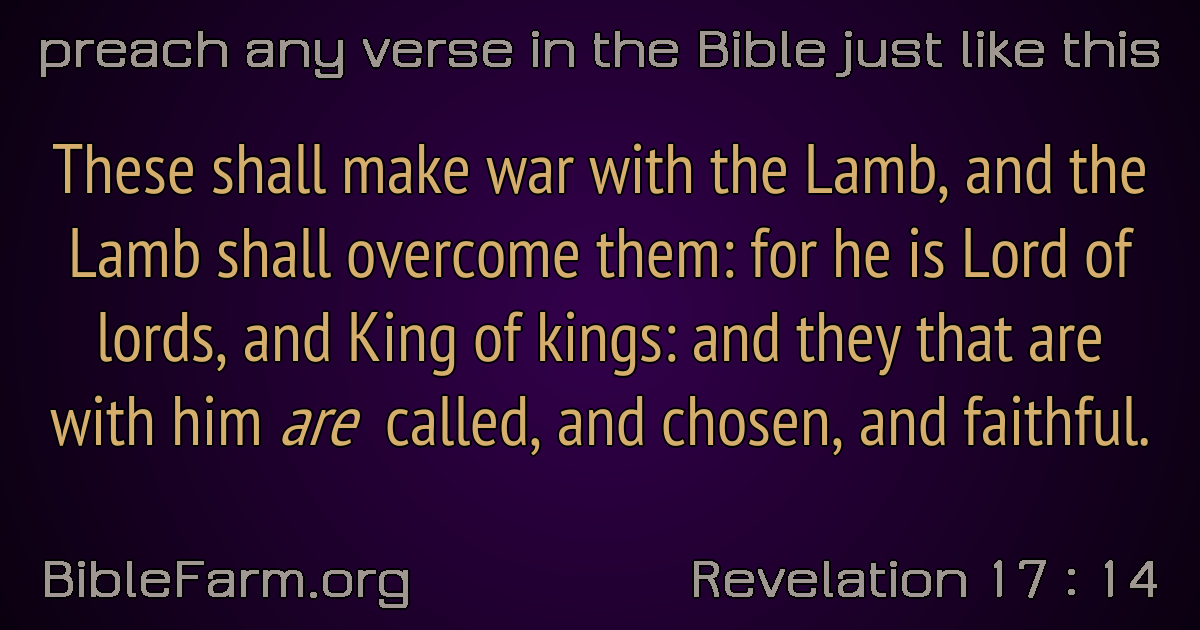 preach any verse in the Bible just like this
These shall make war with the Lamb, and the
Lamb shall overcome them: for he is Lord of
lords, and King of kings: and they that are
with him are called, and chosen, and faithful.
BibleFarm.org
Revelation 17 : 14